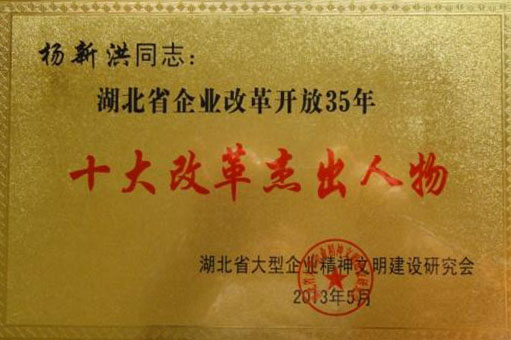 杨新洪同志：
湖北省企业改革开放35年
十大改革杰出人物
湖北省大型企业精神文明建设研究会
2013年5月